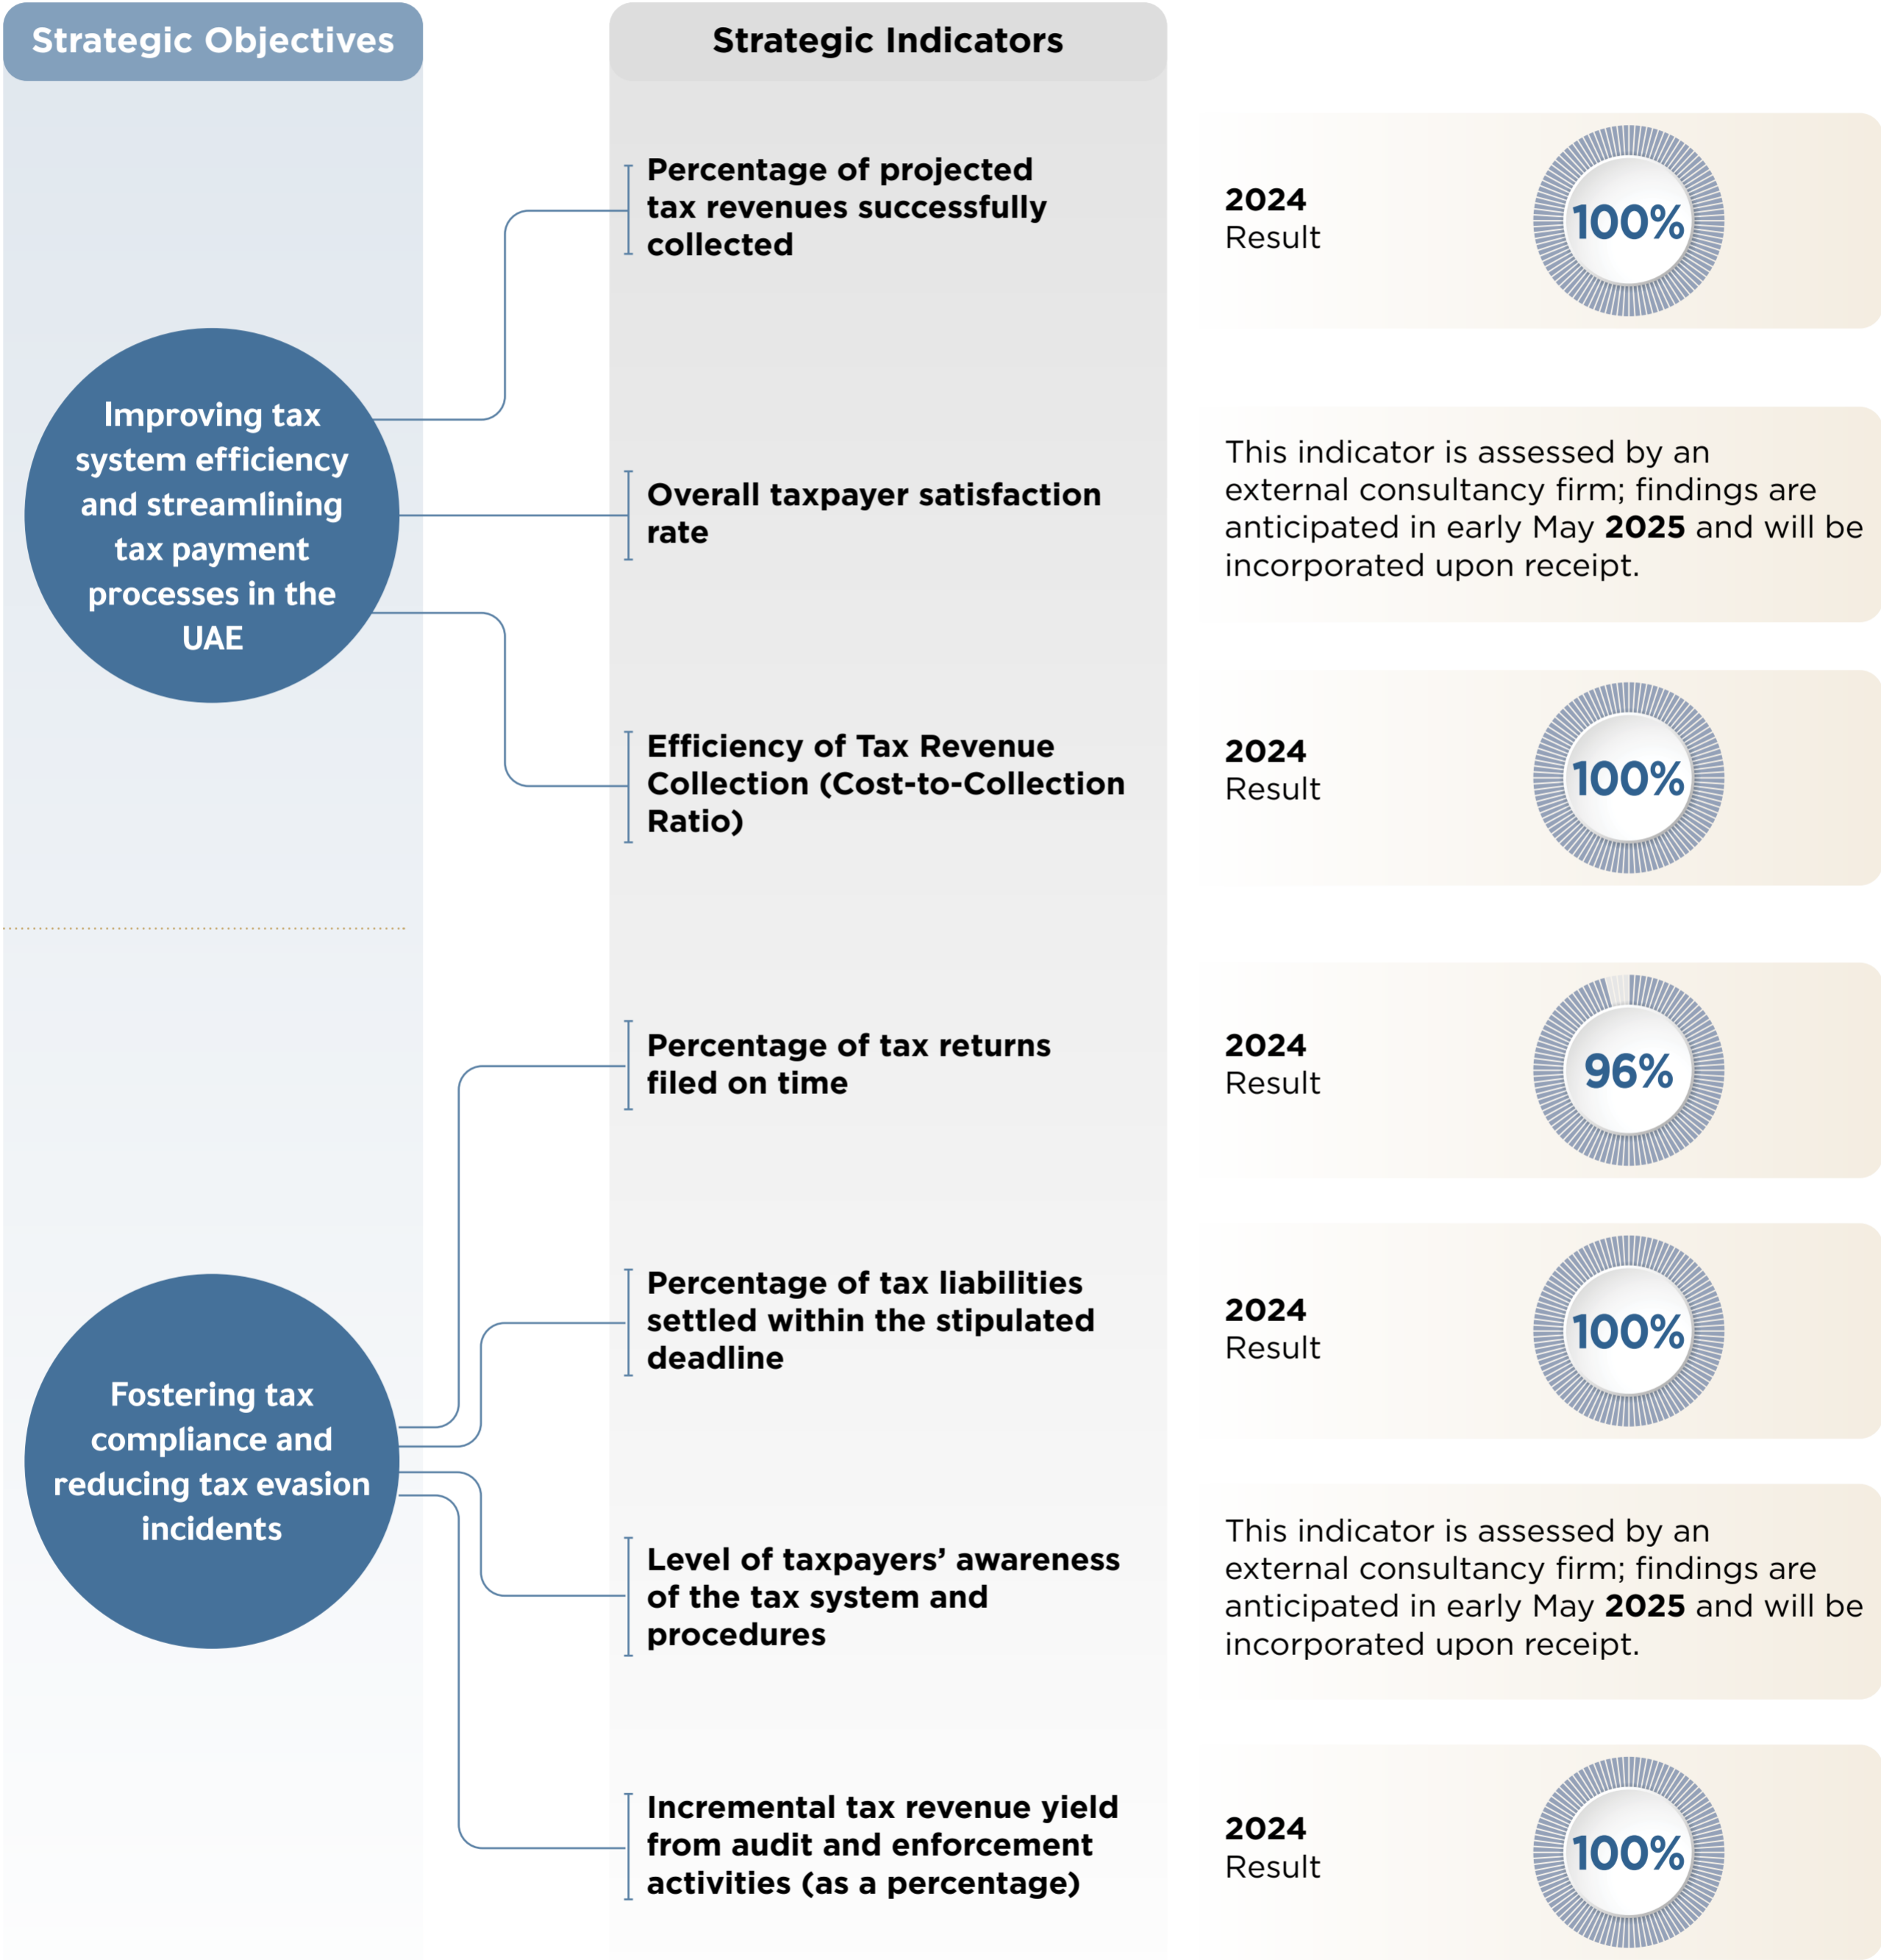 Strategic Objectives
Strategic Indicators
Improving tax
system efficiency
and streamlining
tax payment
processes in the
UAE
Percentage of projected
tax revenues successfully
collected
2024
Result
100%
Overall taxpayer satisfaction
rate
This indicator is assessed by an
external consultancy firm; findings are
anticipated in early May 2025 and will be
incorporated upon receipt.
Efficiency of Tax Revenue
Collection (Cost-to-Collection
Ratio)
2024
Result
100%
Fostering tax
compliance and
reducing tax evasion
incidents
Percentage of tax returns
filed on time
2024
Result
96%
Percentage of tax liabilities
settled within the stipulated
deadline
2024
Result
100%
Level of taxpayers’ awareness
of the tax system and
procedures
This indicator is assessed by an
external consultancy firm; findings are
anticipated in early May 2025 and will be
incorporated upon receipt.
Incremental tax revenue yield
from audit and enforcement
activities (as a percentage)
2024
Result
100%